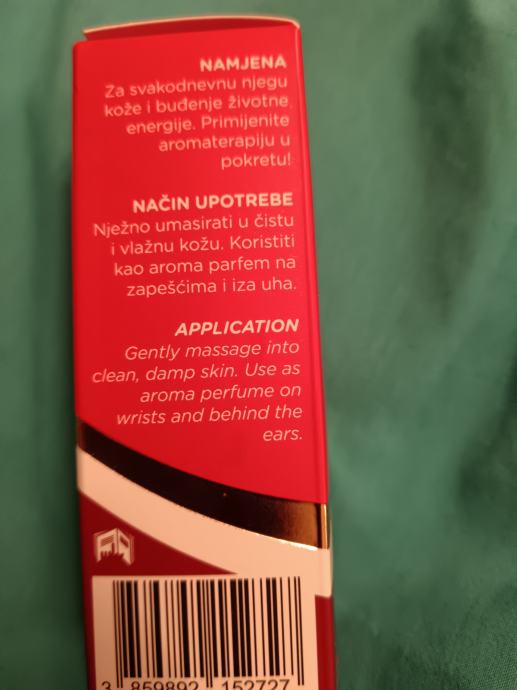 NAMJENA
Za svakodnevnu njegu
kože i buđenje životne
energije. Primijenite
aromaterapiju u
pokretu!
NAČIN UPOTREBE
Nježno umasirati u čistu
i vlažnu kožu. Koristiti
kao aroma parfem na
zapešćima i iza uha.
APPLICATION
Gently massage into
clean, damp skin. Use as
aroma perfume on
wrists and behind the
ears.
3 859892 152727